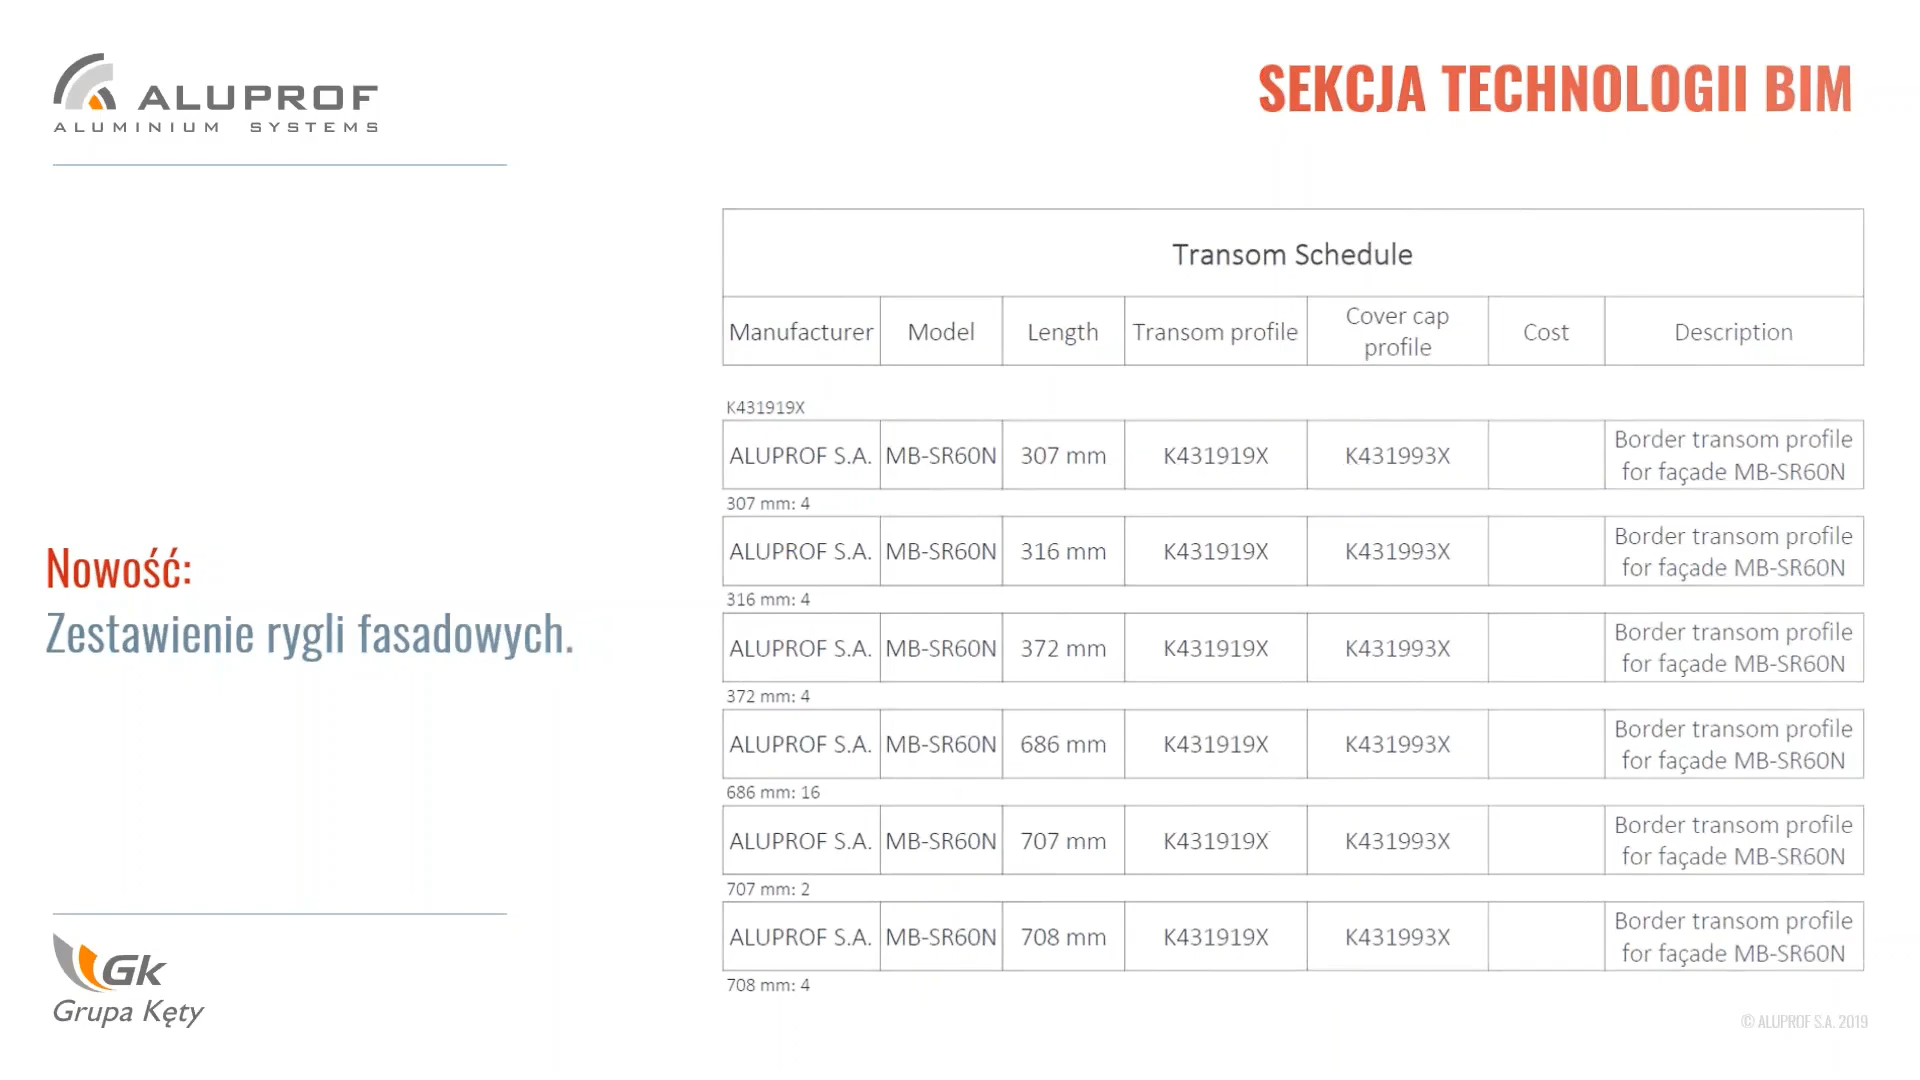 ALUPROF
ALUMINIUM SYSTEMS
SEKCJA TECHNOLOGII BIM
Nowość:
Zestawienie rygli fasadowych.
Transom Schedule
Manufacturer Model Length Transom profile Cover cap profile Cost Description
K431919X
ALUPROF S.A. MB-SR60N 307 mm K431919X K431993X Border transom profile for façade MB-SR60N
307 mm: 4
ALUPROF S.A. MB-SR60N 316 mm K431919X K431993X Border transom profile for façade MB-SR60N
316 mm: 4
ALUPROF S.A. MB-SR60N 372 mm K431919X K431993X Border transom profile for façade MB-SR60N
372 mm: 4
ALUPROF S.A. MB-SR60N 686 mm K431919X K431993X Border transom profile for façade MB-SR60N
686 mm: 16
ALUPROF S.A. MB-SR60N 707 mm K431919X K431993X Border transom profile for façade MB-SR60N
707 mm: 2
ALUPROF S.A. MB-SR60N 708 mm K431919X K431993X Border transom profile for façade MB-SR60N
708 mm: 4
Gk
Grupa Kęty
© ALUPROF S.A. 2019